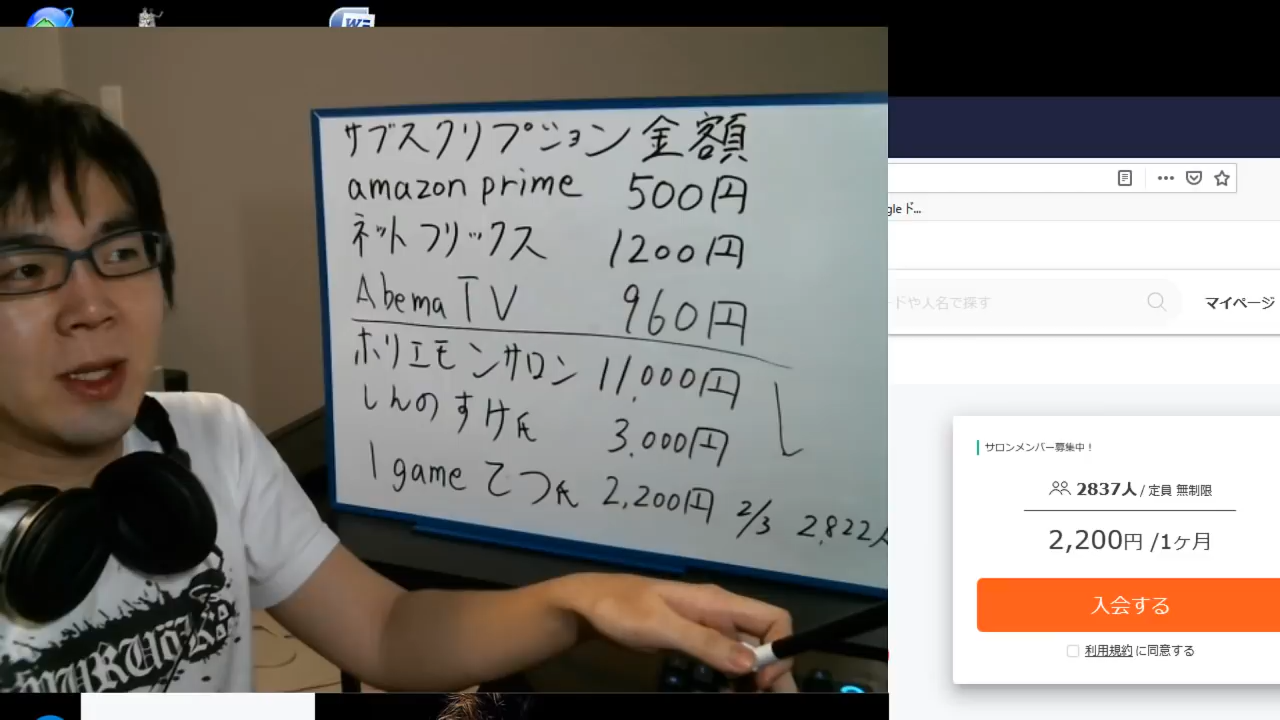 サブスクリプション 金額
amazon prime 500円
ネットフリックス 1200円
Abema TV 960円
ホリエモンサロン 11,000円
しんのすけ氏 3,000円
1game てつ氏 2,200円 2/3 2,822人
gle ド...
ードや人名で探す
マイページ
サロンメンバー募集中！
2837人 / 定員 無制限
2,200円 /1ヶ月
入会する
利用規約 に同意する